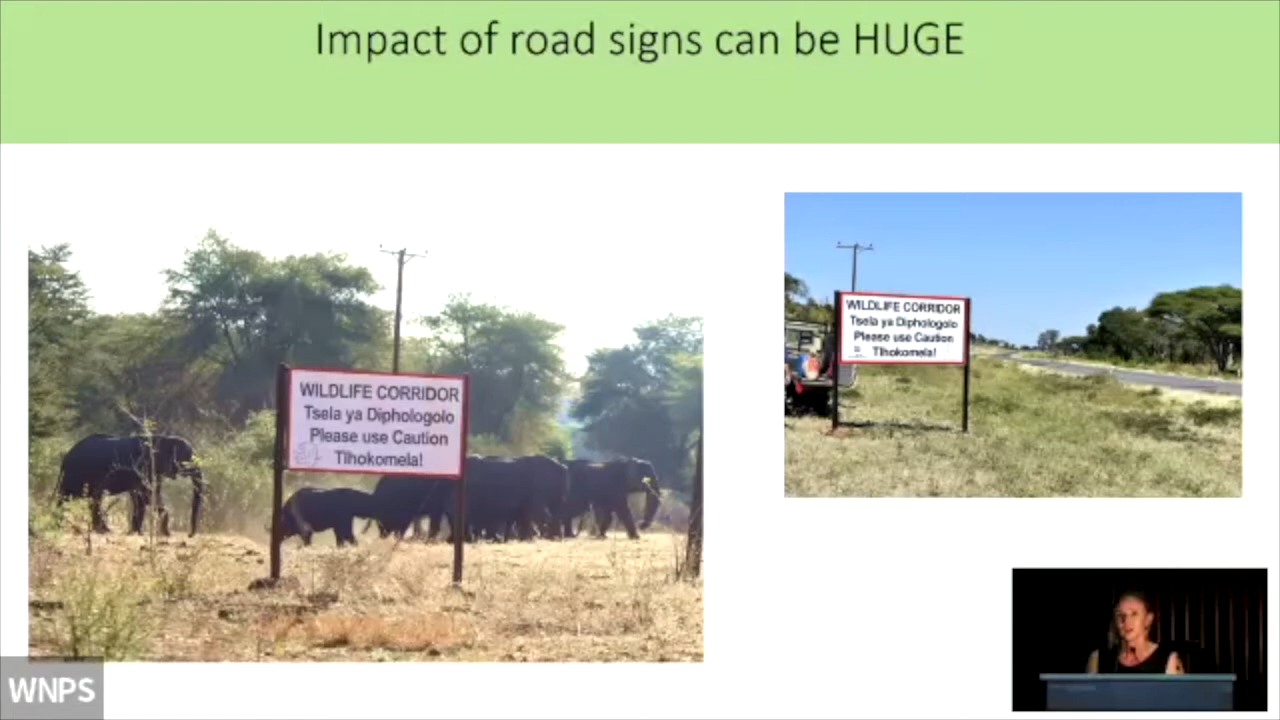 Impact of road signs can be HUGE
WILDLIFE CORRIDOR
Tsela ya Diphologolo
Please use Caution
Tlhokomela!
WILDLIFE CORRIDOR
Tsela ya Diphologolo
Please use Caution
Tlhokomela!
WNPS